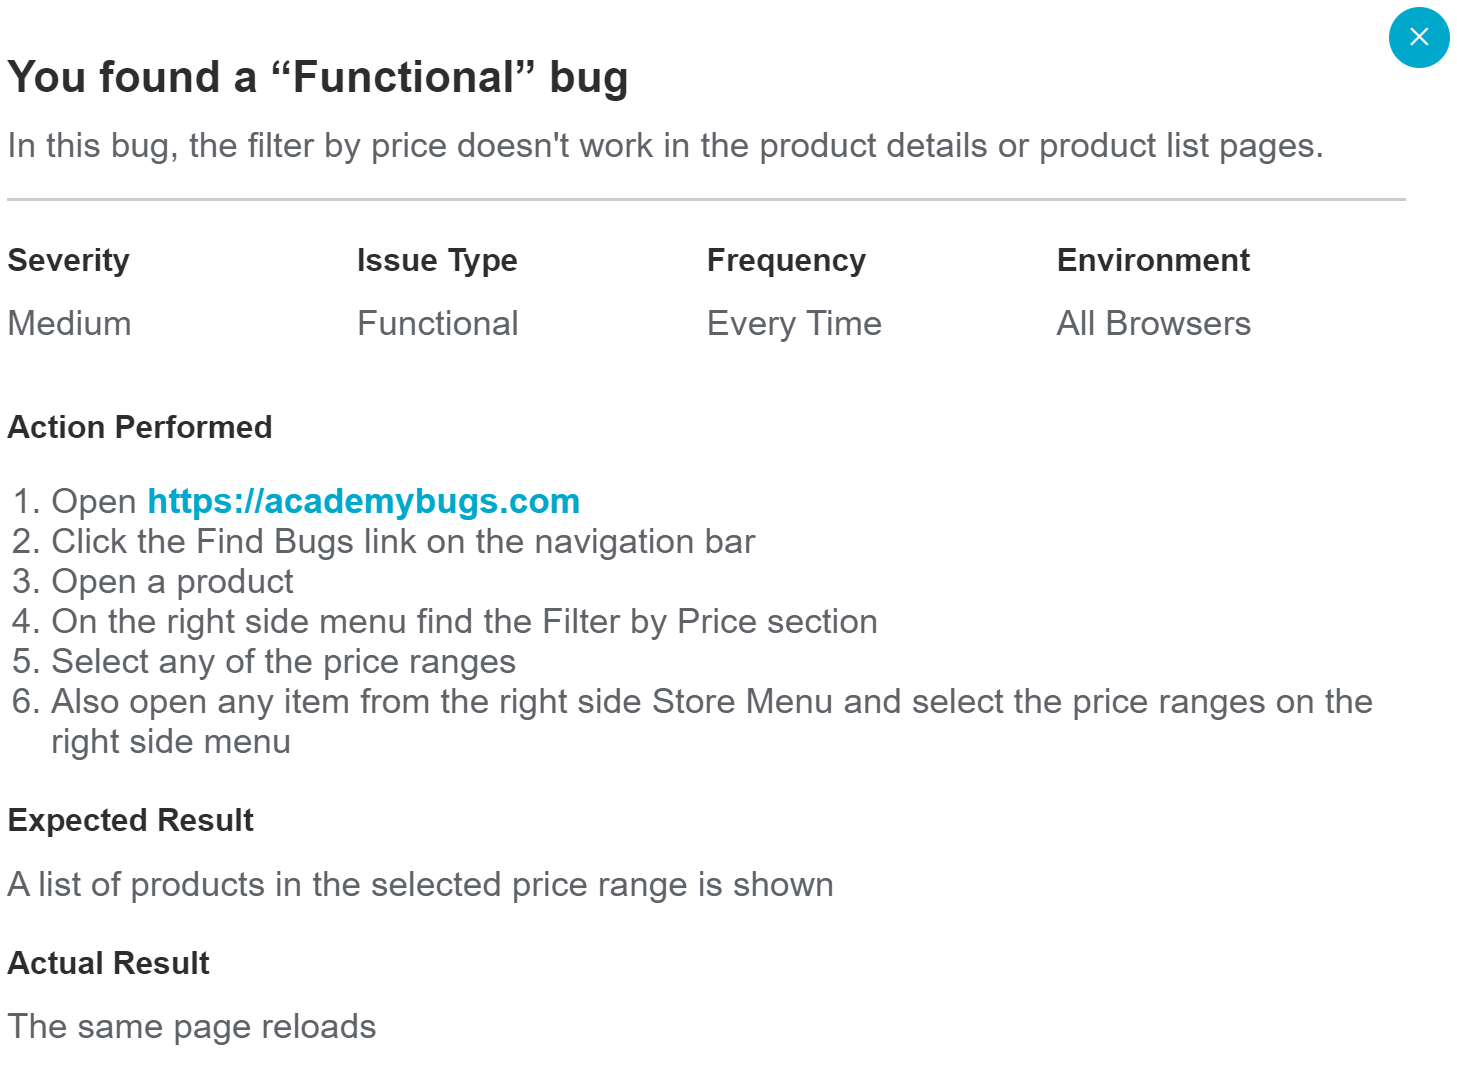 You found a “Functional” bug
In this bug, the filter by price doesn't work in the product details or product list pages.
Severity
Issue Type
Frequency
Environment
Medium
Functional
Every Time
All Browsers
Action Performed
1. Open https://academybugs.com
2. Click the Find Bugs link on the navigation bar
3. Open a product
4. On the right side menu find the Filter by Price section
5. Select any of the price ranges
6. Also open any item from the right side Store Menu and select the price ranges on the
right side menu
Expected Result
A list of products in the selected price range is shown
Actual Result
The same page reloads